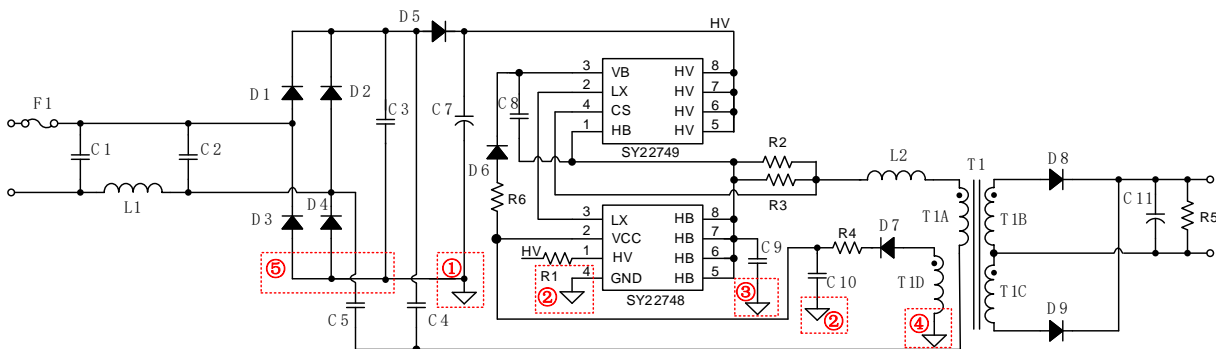 D5
HV
F1
D1
D2
C3
C7
C8
3 VB HV 8
2 LX HV 7
4 CS HV 6
1 HB HV 5
SY22749
C1
C2
D6
R2
R3
L2
T1
D8
L1
R6
D3
D4
3 LX HB 8
2 VCC HB 7
HV 1 HV HB 6
R1 4 GND HB 5
SY22748
C9
R4
D7
T1A
T1B
C11
R5
C10
T1D
T1C
D9
⑤
①
②
③
②
④
C5
C4